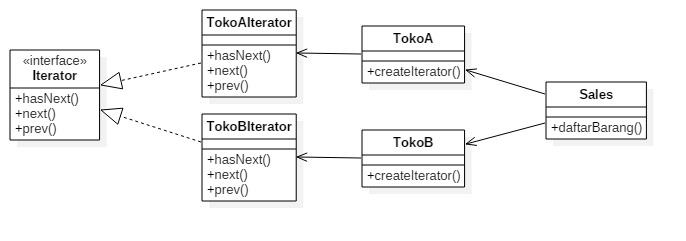 «interface»
Iterator
+hasNext()
+next()
+prev()
TokoAIterator
+hasNext()
+next()
+prev()
TokoBIterator
+hasNext()
+next()
+prev()
TokoA
+createIterator()
TokoB
+createIterator()
Sales
+daftarBarang()